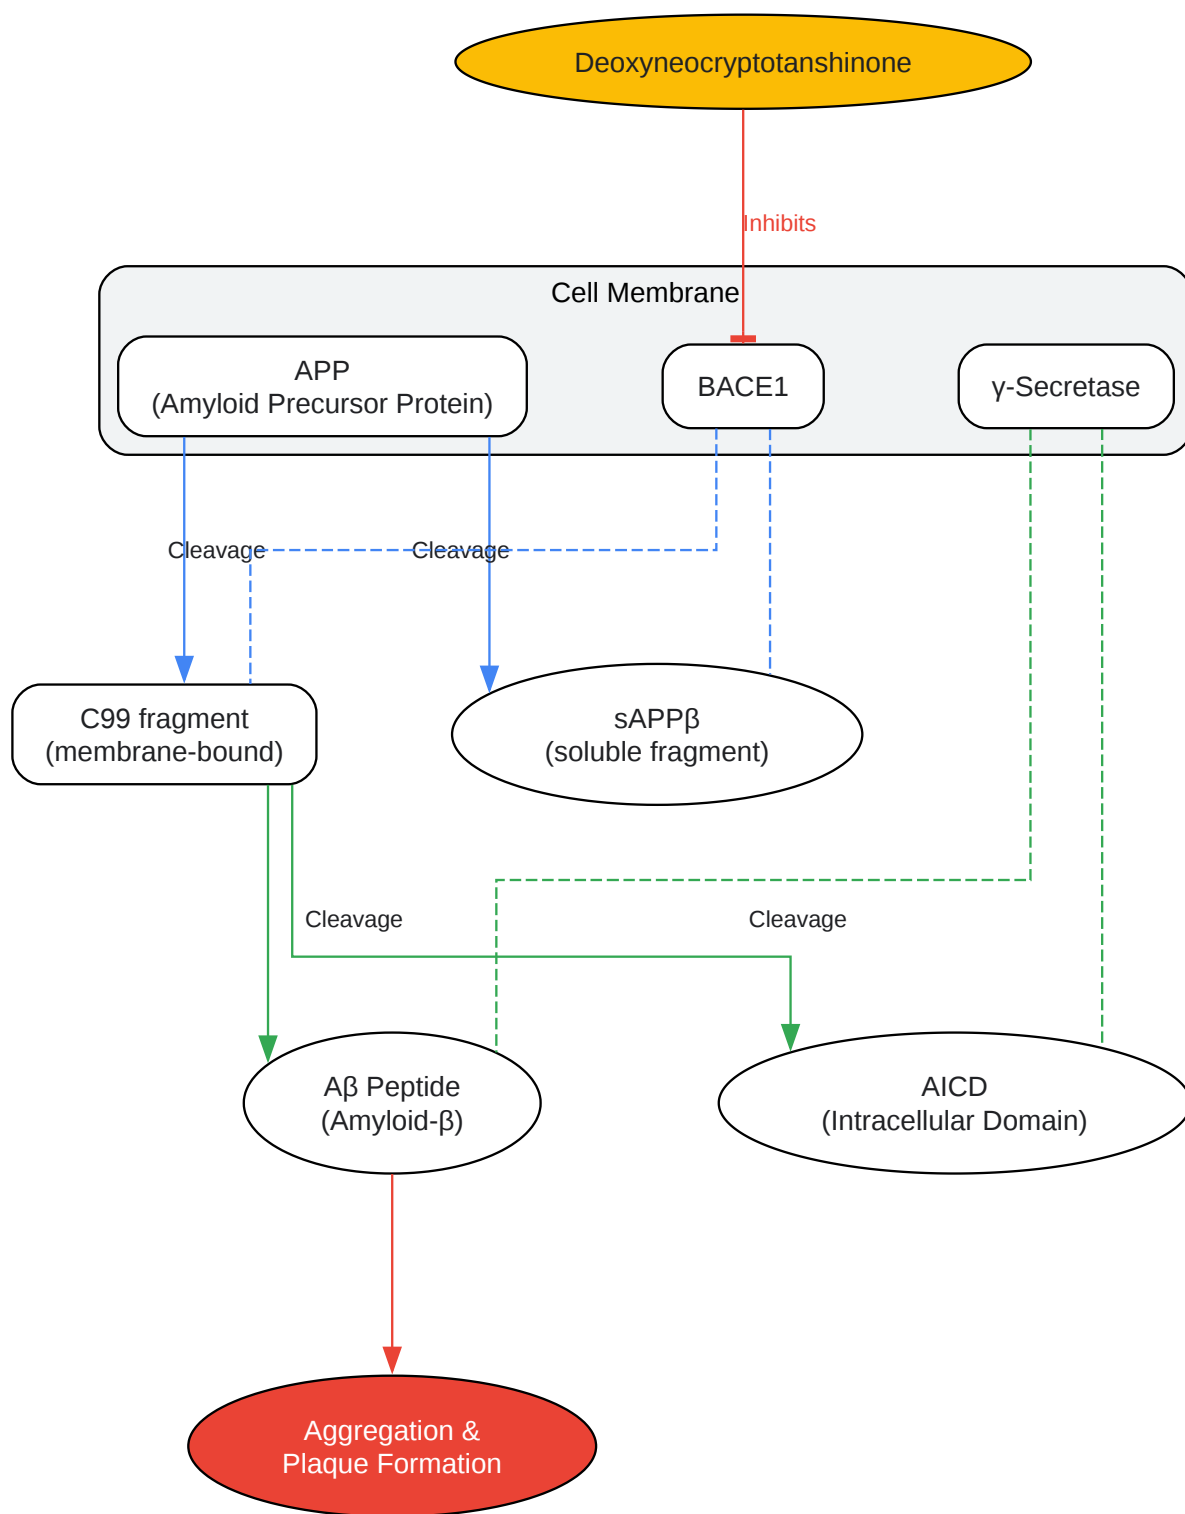 Deoxyneocryptotanshinone
Inhibits
Cell Membrane
APP
(Amyloid Precursor Protein)
BACE1
γ-Secretase
Cleavage
Cleavage
C99 fragment
(membrane-bound)
sAPPβ
(soluble fragment)
Cleavage
Cleavage
Aβ Peptide
(Amyloid-β)
AICD
(Intracellular Domain)
Aggregation &
Plaque Formation